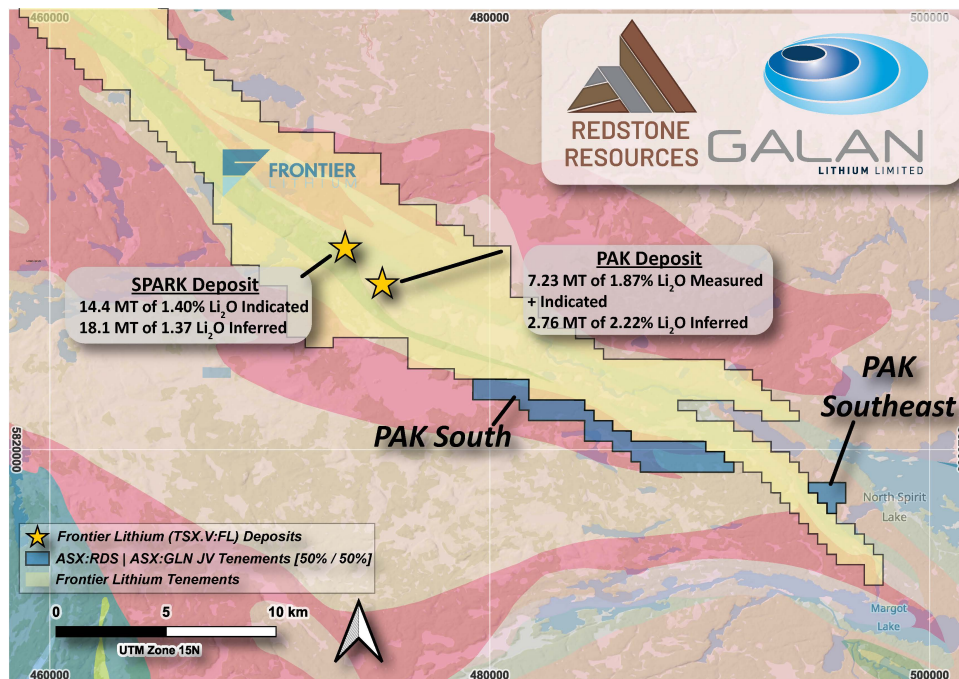 460000
480000
500000
REDSTONE
RESOURCES
GALAN
LITHIUM LIMITED
FRONTIER
SPARK Deposit
14.4 MT of 1.40% Li₂O Indicated
18.1 MT of 1.37 Li₂O Inferred
PAK Deposit
7.23 MT of 1.87% Li₂O Measured
+ Indicated
2.76 MT of 2.22% Li₂O Inferred
PAK
Southeast
PAK South
5820000
North Spirit
Lake
Frontier Lithium (TSX.V:FL) Deposits
ASX:RDS | ASX:GLN JV Tenements [50% / 50%]
Frontier Lithium Tenements
0 5 10 km
UTM Zone 15N
Margot
Lake
460000
480000
500000